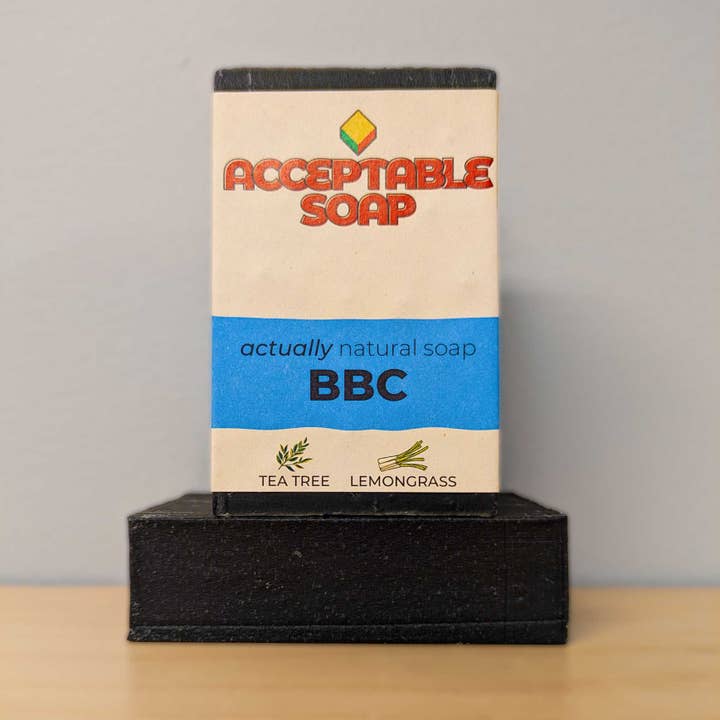 ACCEPTABLE
SOAP
actually natural soap
BBC
TEA TREE LEMONGRASS